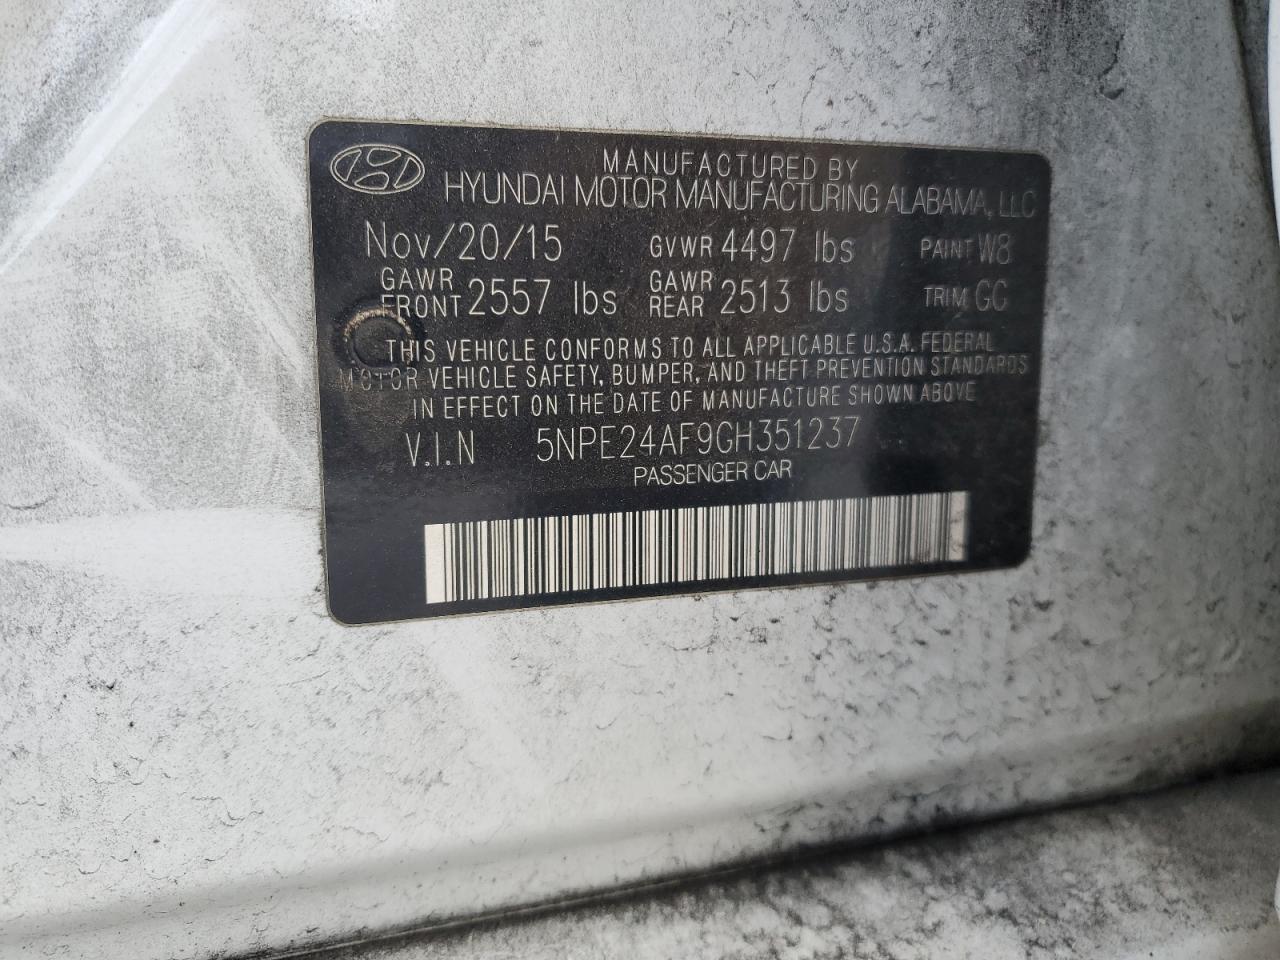 MANUFACTURED BY
HYUNDAI MOTOR MANUFACTURING ALABAMA, LLC
Nov/20/15 GVWR 4497 lbs PAINT W8
GAWR FRONT 2557 lbs GAWR REAR 2513 lbs TRIM GC
THIS VEHICLE CONFORMS TO ALL APPLICABLE U.S.A. FEDERAL
MOTOR VEHICLE SAFETY, BUMPER, AND THEFT PREVENTION STANDARDS
IN EFFECT ON THE DATE OF MANUFACTURE SHOWN ABOVE
V.I.N 5NPE24AF9GH351237
PASSENGER CAR